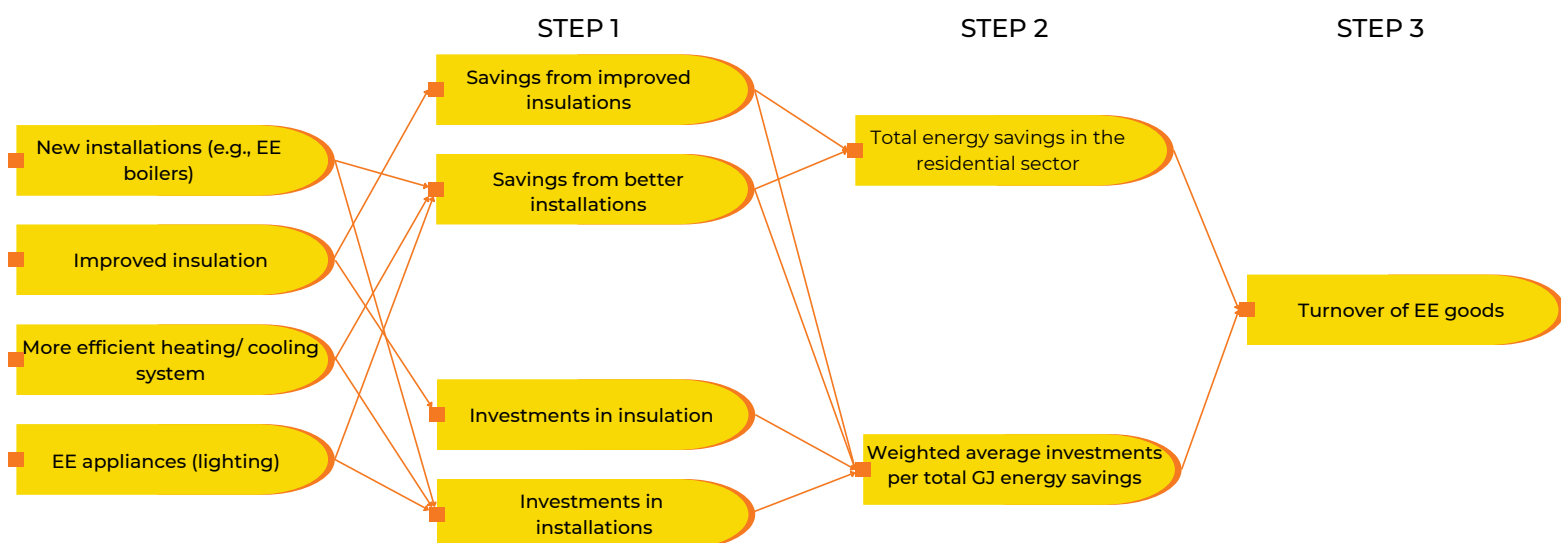 STEP 1
STEP 2
STEP 3
New installations (e.g., EE
boilers)
Improved insulation
More efficient heating/ cooling
system
EE appliances (lighting)
Savings from improved
insulations
Savings from better
installations
Investments in insulation
Investments in
installations
Total energy savings in the
residential sector
Weighted average investments
per total GJ energy savings
Turnover of EE goods